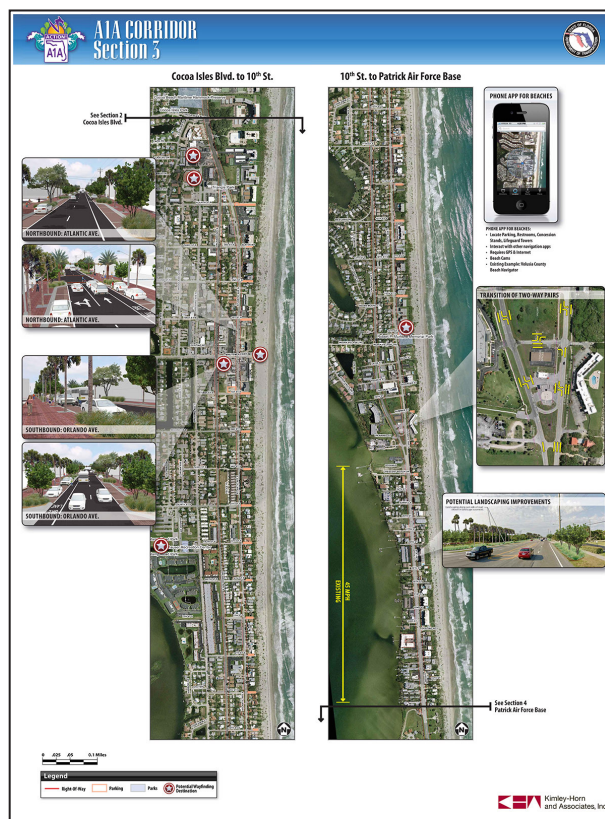 ACTION!
A1A
A1A CORRIDOR
Section 3
Cocoa Isles Blvd. to 10th St.
10th St. to Patrick Air Force Base
See Section 2
Cocoa Isles Blvd.
PHONE APP FOR BEACHES
PHONE APP FOR BEACHES:
• Locate Parking, Restrooms, Concession
Stands, Lifeguard Towers
• Interact with other navigation apps
• Requires GPS & Internet
• Beach Cams
• Existing Example: Volusia County
Beach Navigator
NORTHBOUND: ATLANTIC AVE.
NORTHBOUND: ATLANTIC AVE.
TRANSITION OF TWO-WAY PAIRS
SOUTHBOUND: ORLANDO AVE.
SOUTHBOUND: ORLANDO AVE.
POTENTIAL LANDSCAPING IMPROVEMENTS
45 MPH
EXISTING
See Section 4
Patrick Air Force Base
N
N
0 .025 .05 0.1 Miles
Legend
Right-Of-Way
Parking
Parks
Potential Wayfinding
Destination
Kimley-Horn
and Associates, Inc.